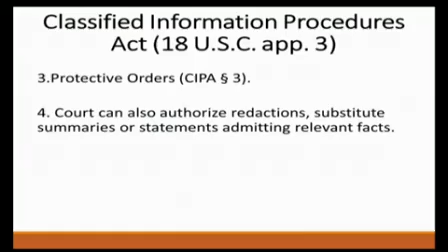 Classified Information Procedures
Act (18 U.S.C. app. 3)
3.Protective Orders (CIPA § 3).
4. Court can also authorize redactions, substitute
summaries or statements admitting relevant facts.